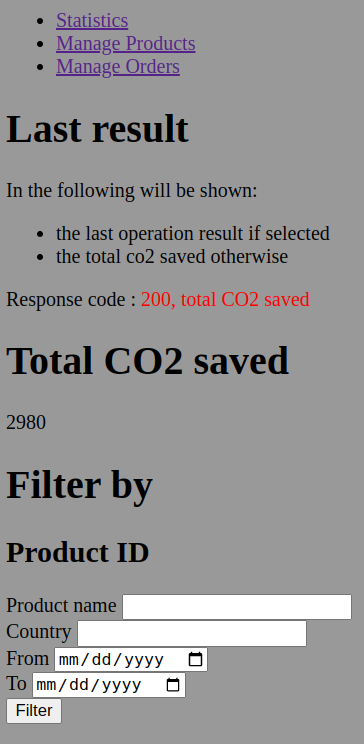 Statistics
Manage Products
Manage Orders
Last result
In the following will be shown:
the last operation result if selected
the total co2 saved otherwise
Response code : 200, total CO2 saved
Total CO2 saved
2980
Filter by
Product ID
Product name
Country
From mm/dd/yyyy
To mm/dd/yyyy
Filter